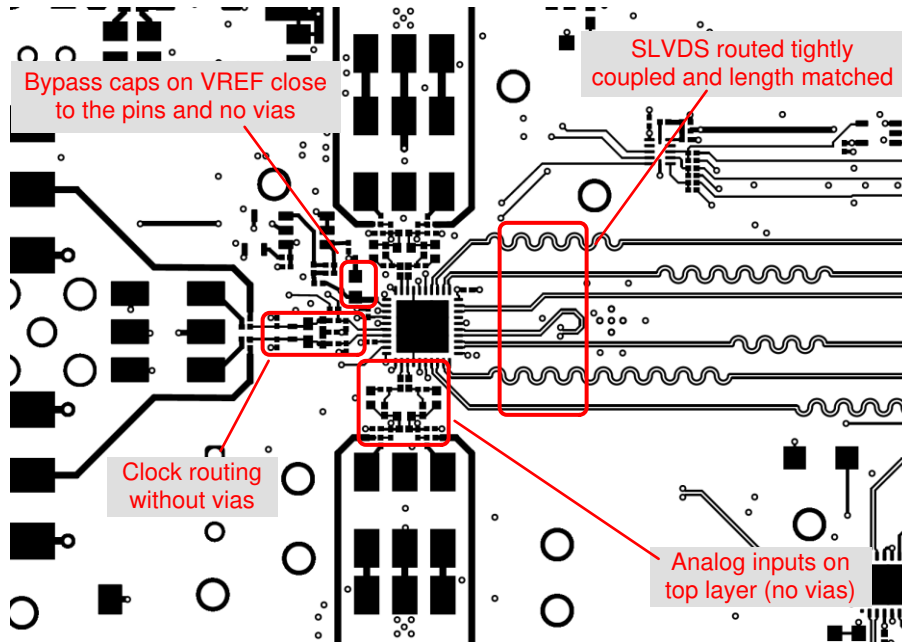 Bypass caps on VREF close
to the pins and no vias
SLVDS routed tightly
coupled and length matched
Clock routing
without vias
Analog inputs on
top layer (no vias)